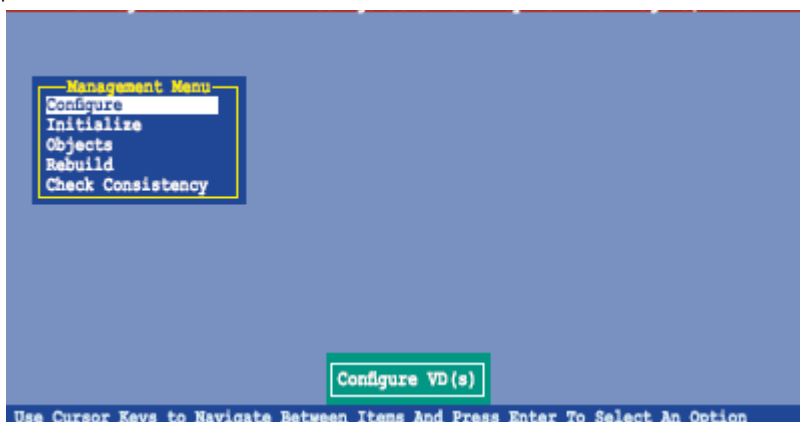 Management Menu
Configure
Initialize
Objects
Rebuild
Check Consistency
Configure VD(s)
Use Cursor Keys to Navigate Between Items And Press Enter To Select An Option